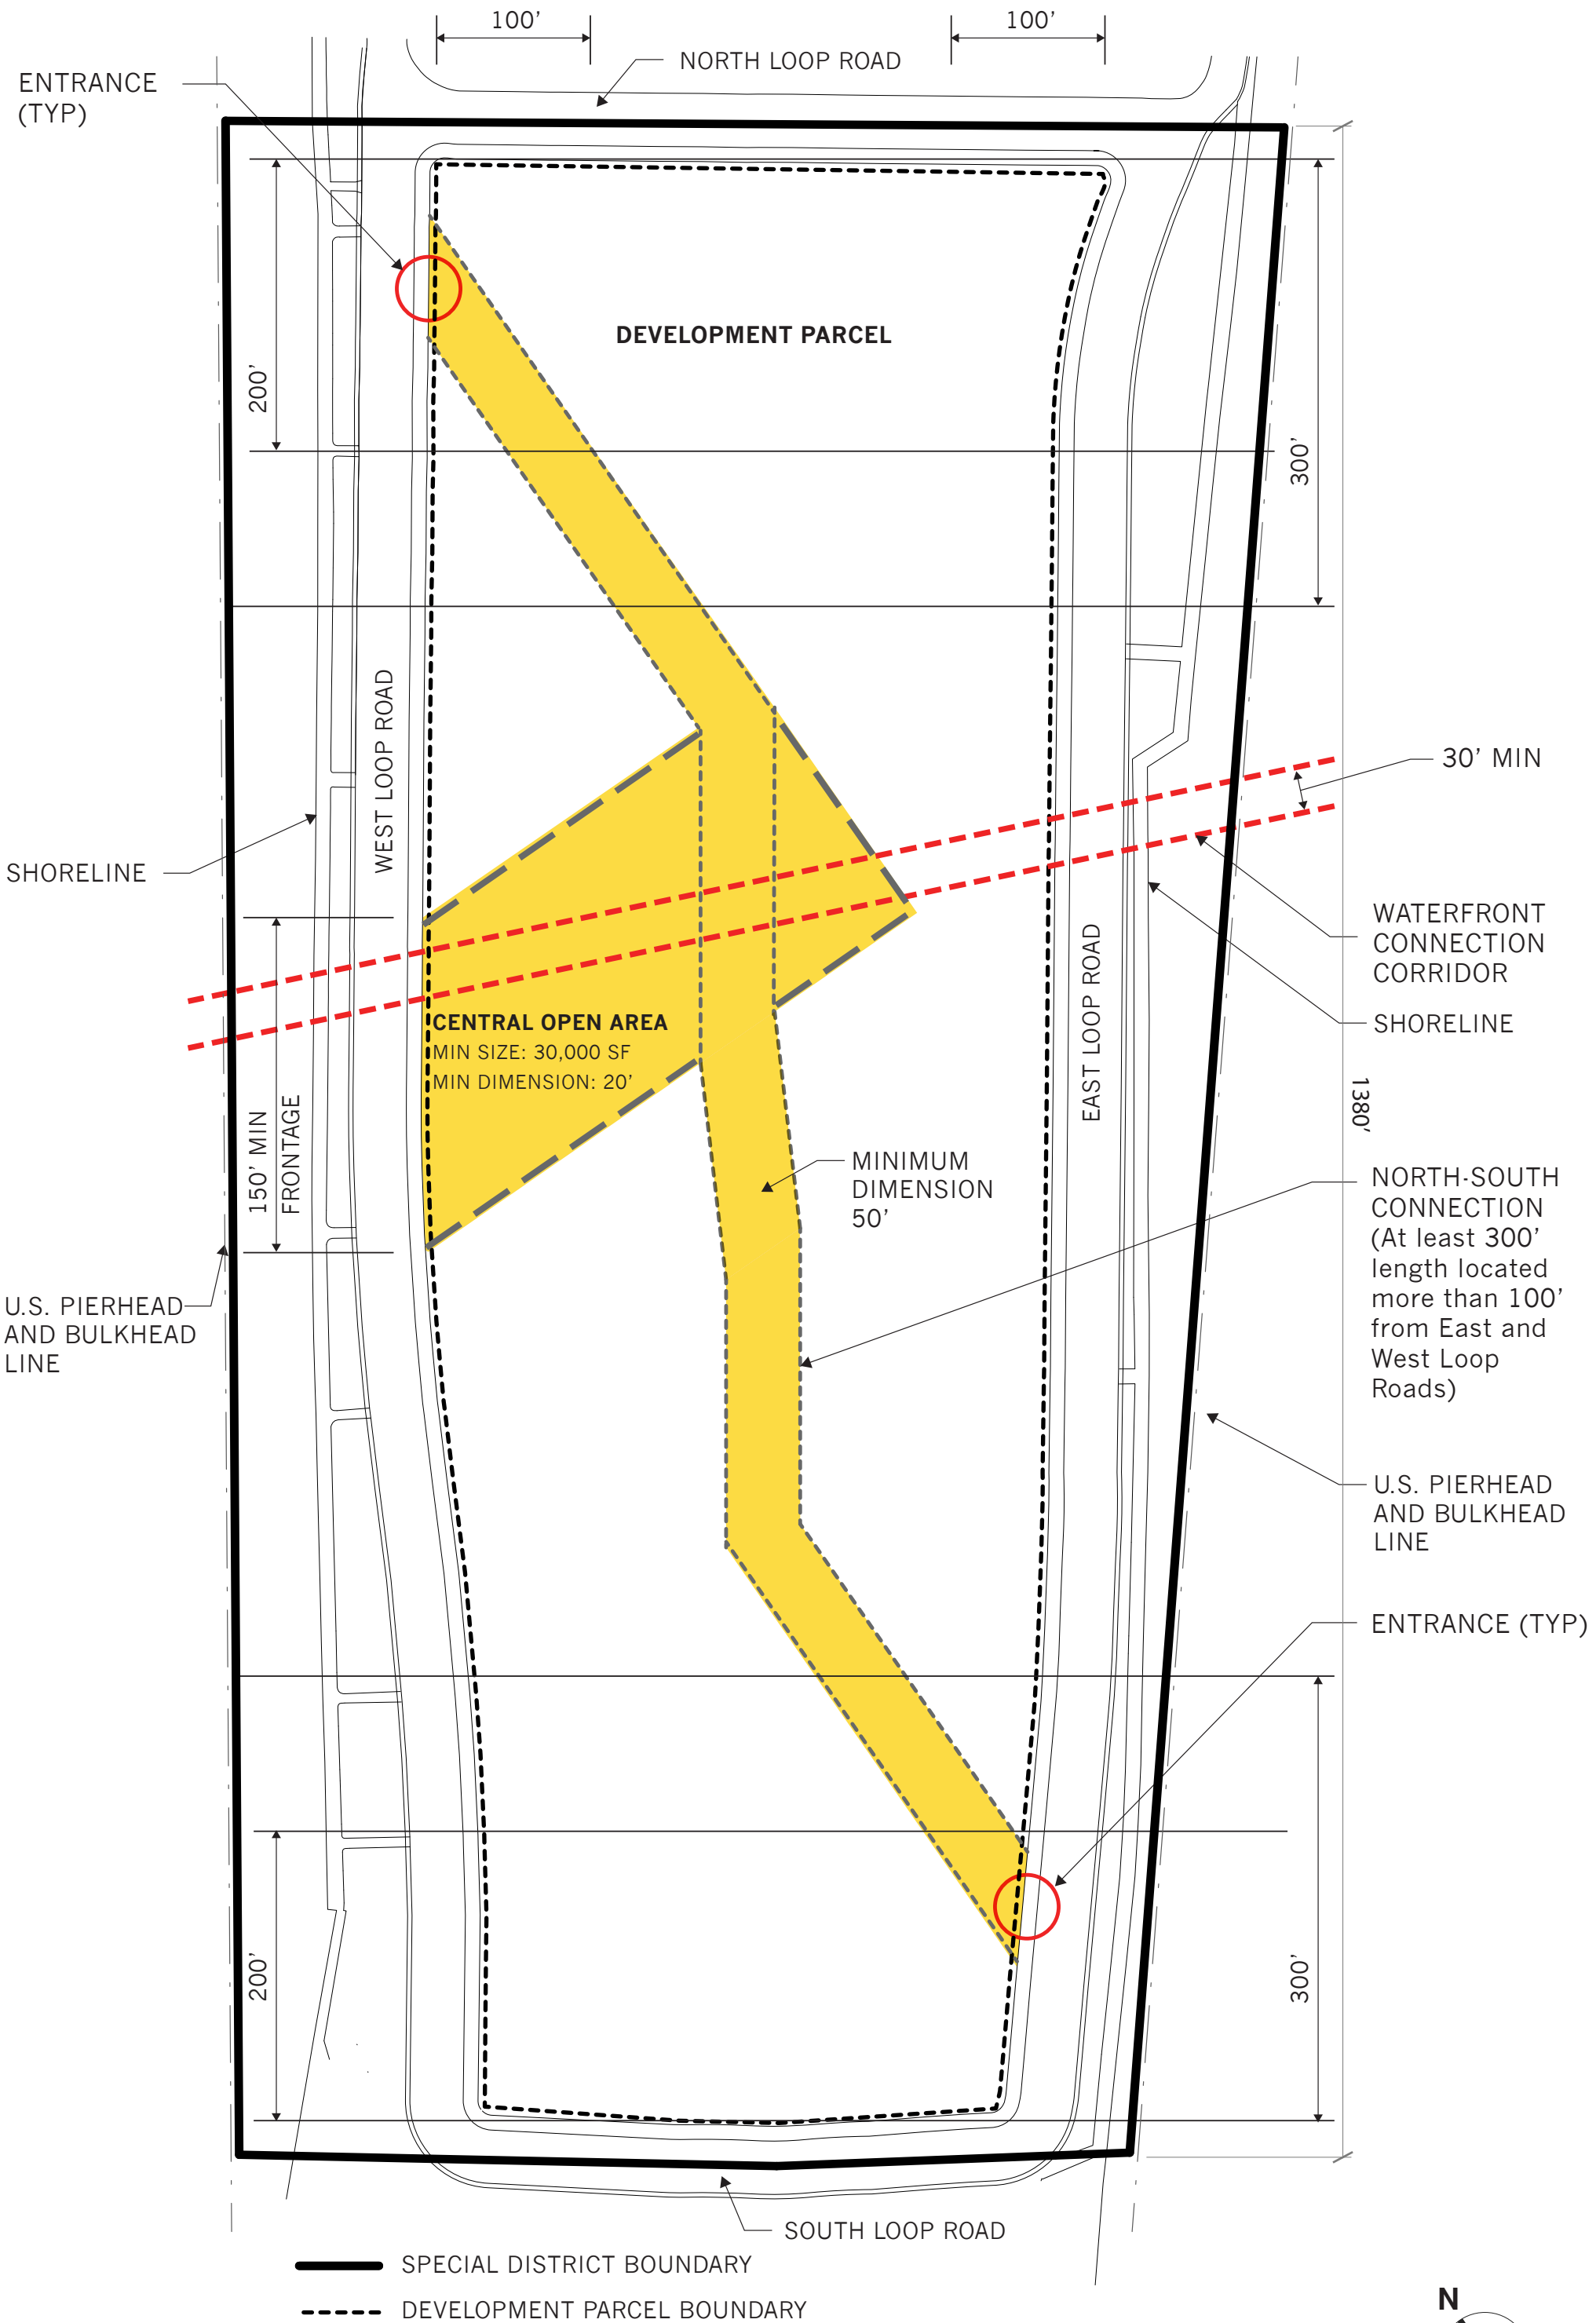 100’
100’
NORTH LOOP ROAD
ENTRANCE
(TYP)
DEVELOPMENT PARCEL
200’
300’
WEST LOOP ROAD
30’ MIN
SHORELINE
WATERFRONT
CONNECTION
CORRIDOR
EAST LOOP ROAD
SHORELINE
CENTRAL OPEN AREA
MIN SIZE: 30,000 SF
MIN DIMENSION: 20’
1380’
150’ MIN
FRONTAGE
MINIMUM
DIMENSION
50’
NORTH-SOUTH
CONNECTION
(At least 300’
length located
more than 100’
from East and
West Loop
Roads)
U.S. PIERHEAD
AND BULKHEAD
LINE
U.S. PIERHEAD
AND BULKHEAD
LINE
ENTRANCE (TYP)
200’
300’
SOUTH LOOP ROAD
SPECIAL DISTRICT BOUNDARY
DEVELOPMENT PARCEL BOUNDARY
N